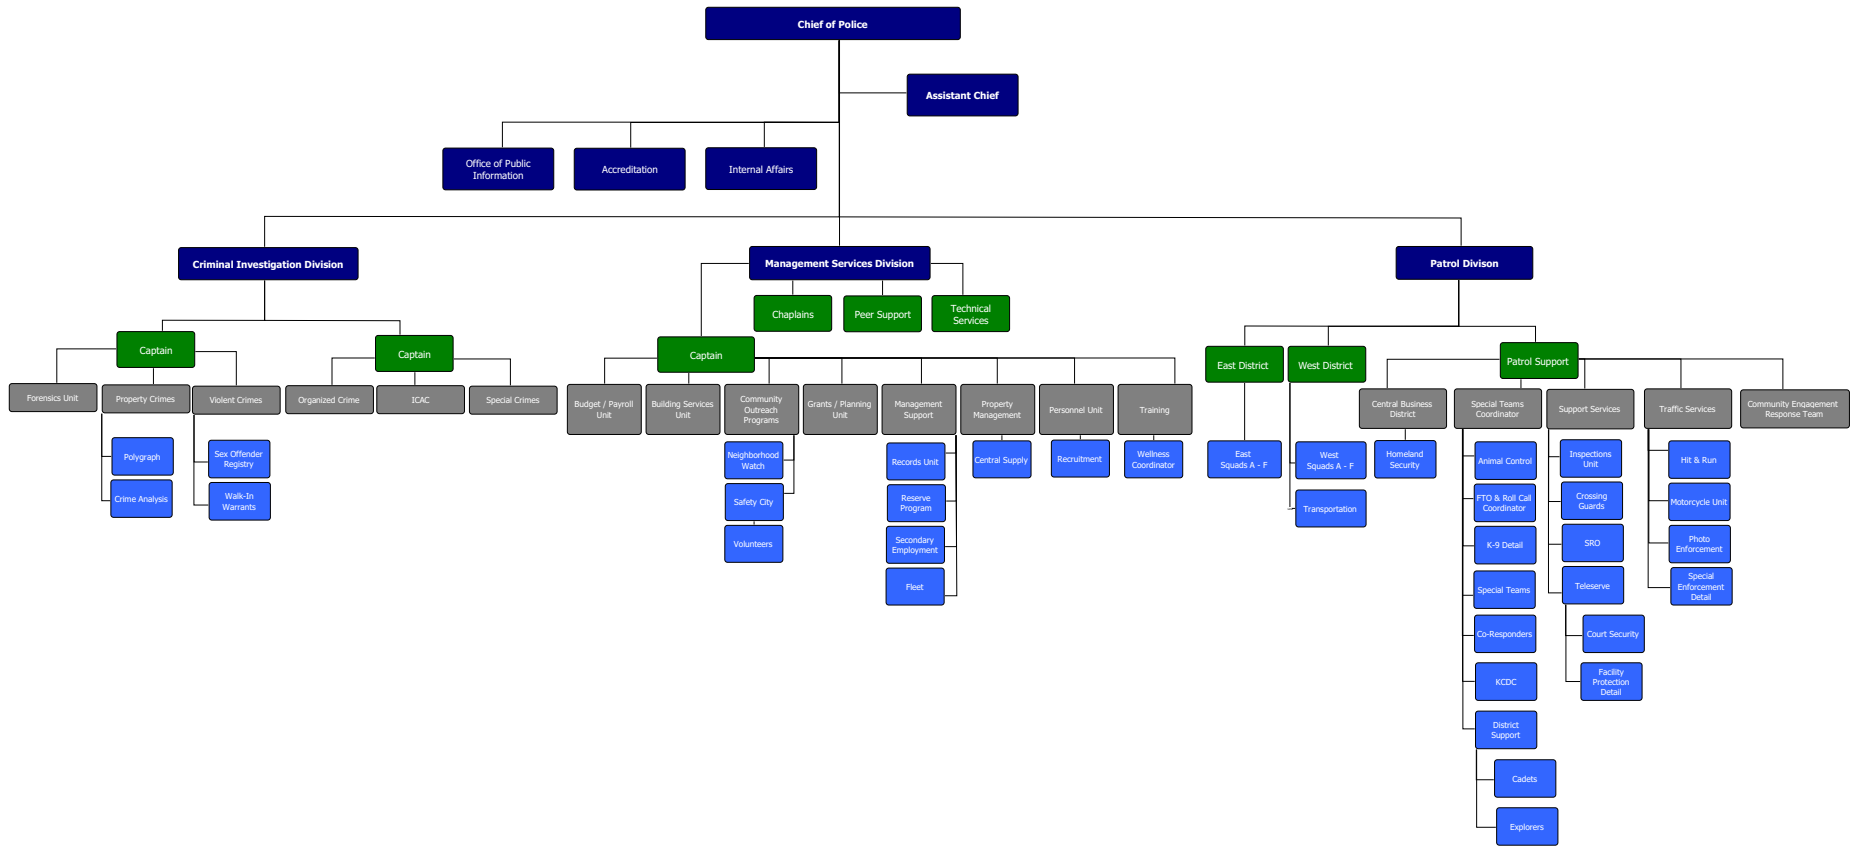 Chief of Police
Assistant Chief
Office of Public
Information
Accreditation
Internal Affairs
Criminal Investigation Division
Management Services Division
Patrol Divison
Chaplains
Peer Support
Technical
Services
Captain
Captain
Captain
East District
West District
Patrol Support
Forensics Unit
Property Crimes
Violent Crimes
Organized Crime
ICAC
Special Crimes
Budget / Payroll
Unit
Building Services
Unit
Community
Outreach
Programs
Grants / Planning
Unit
Management
Support
Property
Management
Personnel Unit
Training
Central Business
District
Special Teams
Coordinator
Support Services
Traffic Services
Community Engagement
Response Team
Polygraph
Crime Analysis
Sex Offender
Registry
Walk-In
Warrants
Neighborhood
Watch
Safety City
Volunteers
Records Unit
Reserve
Program
Secondary
Employment
Fleet
Central Supply
Recruitment
Wellness
Coordinator
East
Squads A - F
West
Squads A - F
Transportation
Homeland
Security
Animal Control
FTO & Roll Call
Coordinator
K-9 Detail
Special Teams
Co-Responders
KCDC
District
Support
Cadets
Explorers
Inspections
Unit
Crossing
Guards
SRO
Teleserve
Court Security
Facility
Protection
Detail
Hit & Run
Motorcycle Unit
Photo
Enforcement
Special
Enforcement
Detail